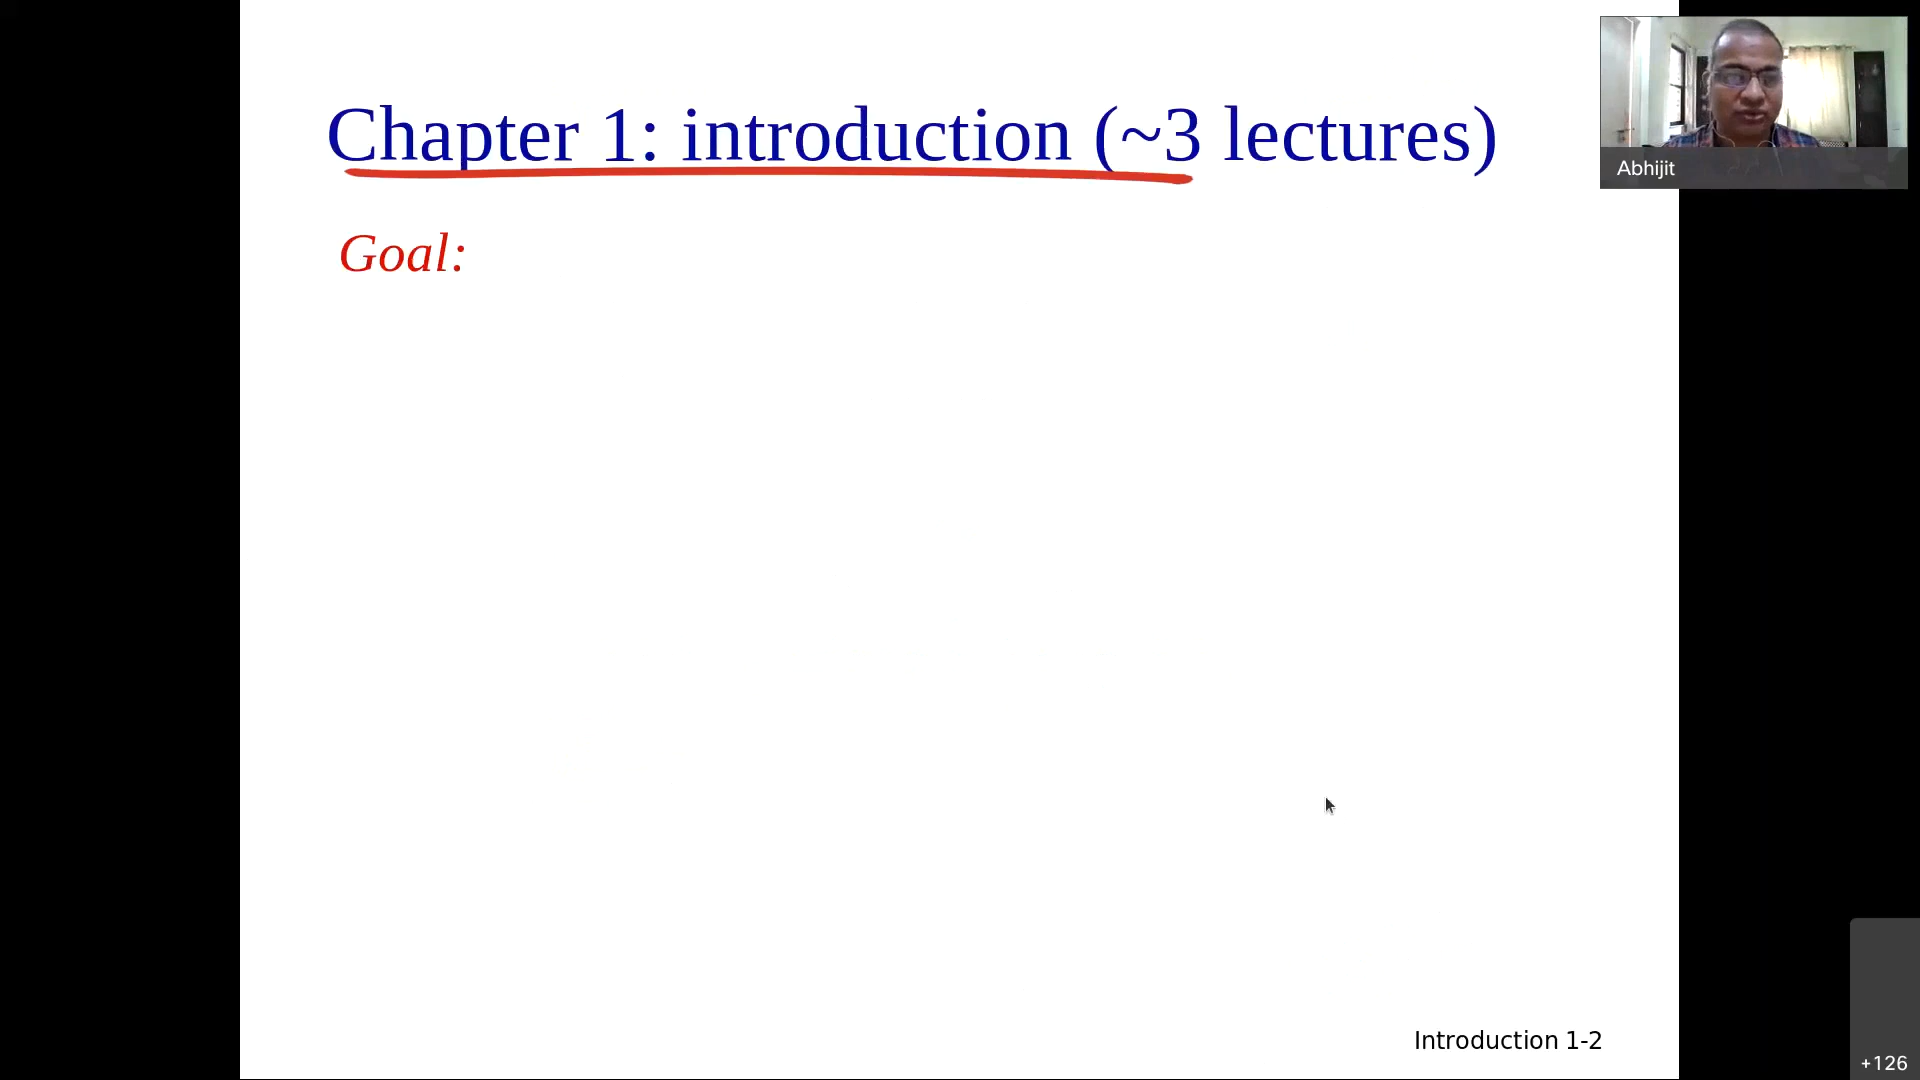 Chapter 1: introduction (~3 lectures)
Abhijit
Goal:
Introduction 1-2
+126